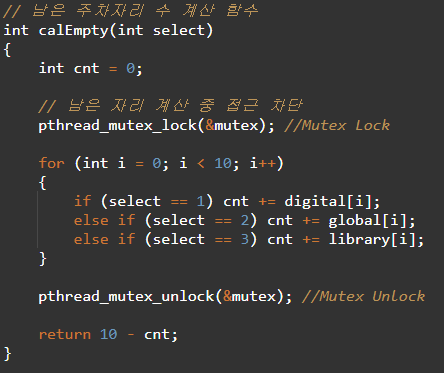 // 남은 주차자리 수 계산 함수
int calEmpty(int select)
{
    int cnt = 0;

    // 남은 자리 계산 중 접근 차단
    pthread_mutex_lock(&mutex); //Mutex Lock

    for (int i = 0; i < 10; i++)
    {
        if (select == 1) cnt += digital[i];
        else if (select == 2) cnt += global[i];
        else if (select == 3) cnt += library[i];
    }

    pthread_mutex_unlock(&mutex); //Mutex Unlock

    return 10 - cnt;
}